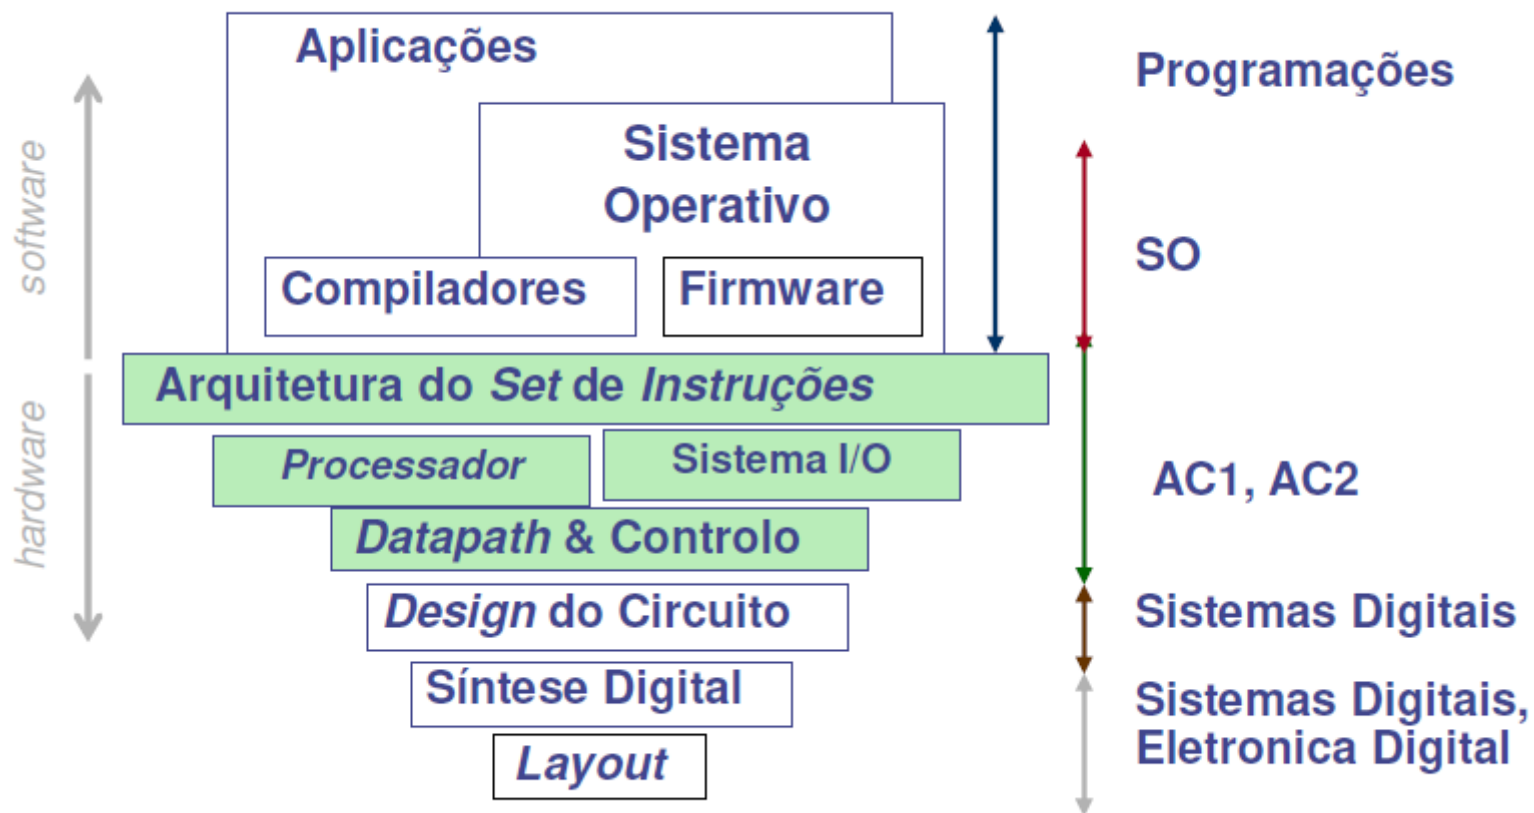 Aplicações
Programações
software
Sistema
Operativo
SO
Compiladores
Firmware
Arquitetura do Set de Instruções
hardware
Processador
Sistema I/O
AC1, AC2
Datapath & Controlo
Design do Circuito
Sistemas Digitais
Síntese Digital
Sistemas Digitais,
Eletronica Digital
Layout